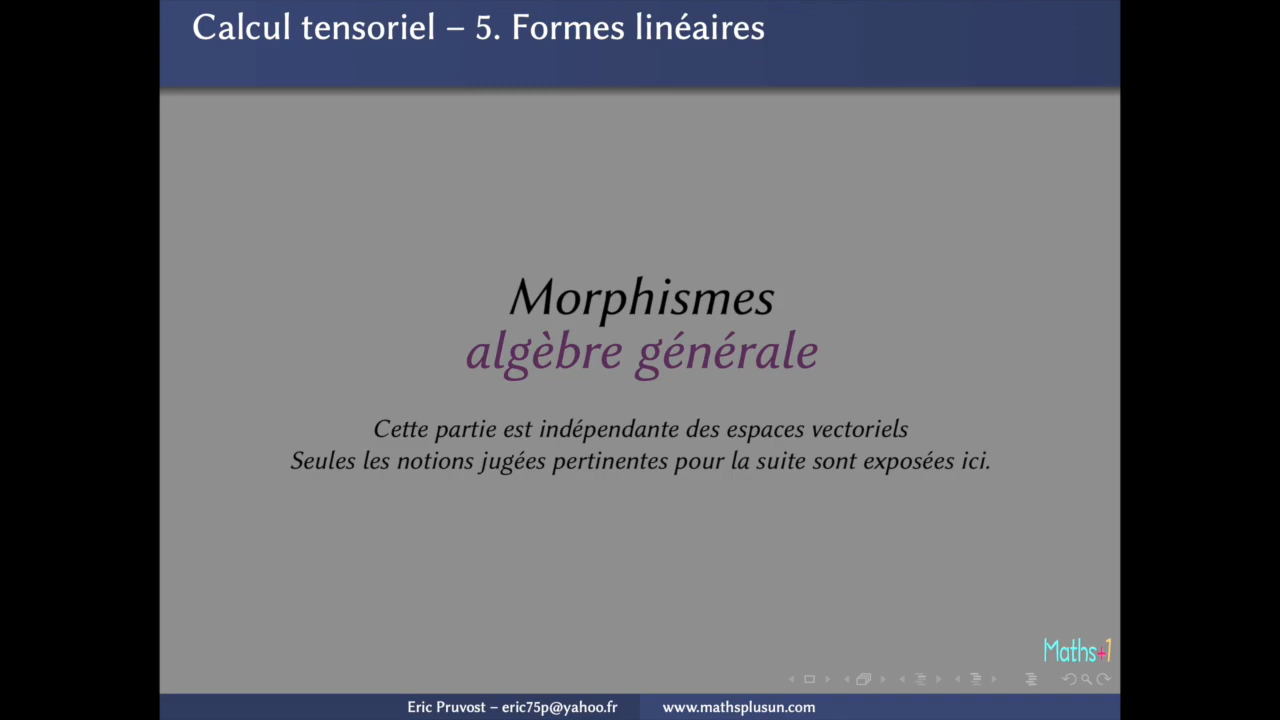 Calcul tensoriel – 5. Formes linéaires
Morphismes
algèbre générale
Cette partie est indépendante des espaces vectoriels
Seules les notions jugées pertinentes pour la suite sont exposées ici.
Maths+1
Eric Pruvost – eric75p@yahoo.fr www.mathsplusun.com